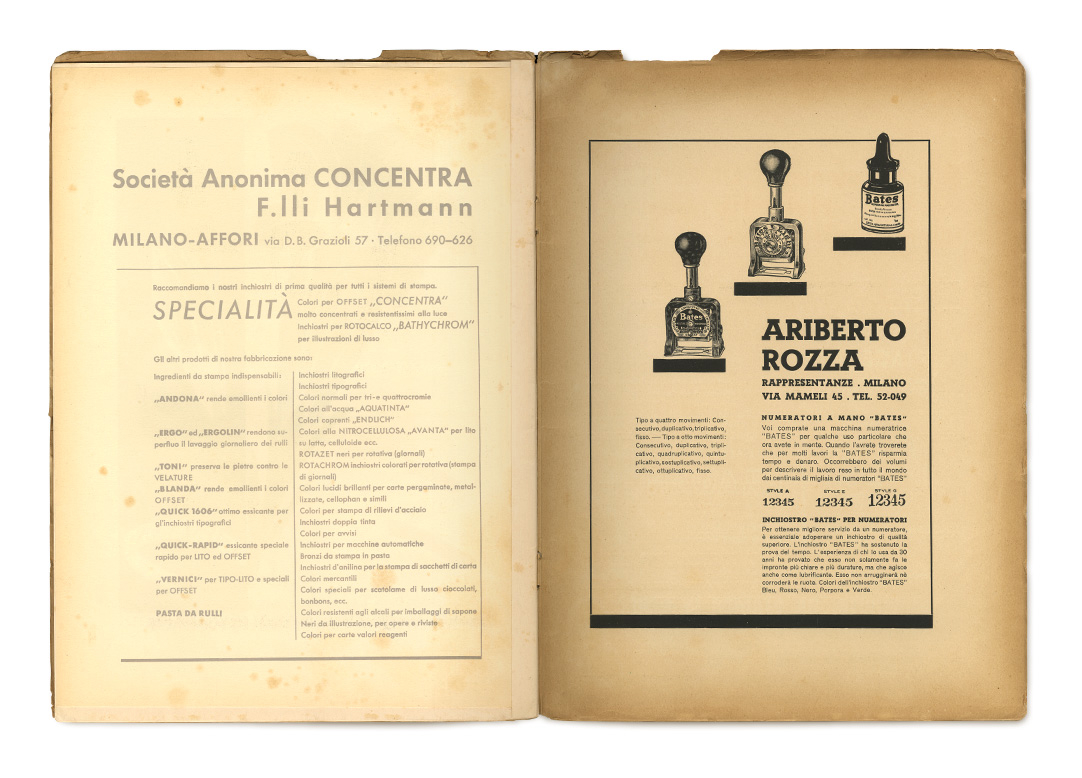 Società Anonima CONCENTRA
F.lli Hartmann
MILANO-AFFORI via D.B. Grazioli 57 · Telefono 690–626
Raccomandiamo i nostri inchiostri di prima qualità per tutti i sistemi di stampa.
SPECIALITÀ
Colori per OFFSET „CONCENTRA"
molto concentrati e resistentissimi alla luce
Inchiostri per ROTOCALCO „BATHYCHROM"
per illustrazioni di lusso
Gli altri prodotti di nostra fabbricazione sono:
Ingredienti da stampa indispensabili:
„ANDONA" rende emollienti i colori
„ERGO" ed „ERGOLIN" rendono su-
perfluo il lavaggio giornaliero dei rulli
„TONI" preserva le pietre contro le
VELATURE
„BLANDA" rende emollienti i colori
OFFSET
„QUICK 1606" ottimo essicante per
gl'inchiostri tipografici
„QUICK-RAPID" essicante speciale
rapido per LITO ed OFFSET
„VERNICI" per TIPO-LITO e speciali
per OFFSET
PASTA DA RULLI
Inchiostri litografici
Inchiostri tipografici
Colori normali per tri- e quattrocromie
Colori all'acqua „AQUATINTA"
Colori coprenti „ENDLICH"
Colori alla NITROCELLULOSA „AVANTA" per lito
su latta, celluloide ecc.
ROTAZET neri per rotativa (giornali)
ROTACHROM inchiostri colorati per rotativa (stampa
di giornali)
Colori lucidi brillanti per carte pergaminate, metal-
lizzate, cellophan e simili
Colori per stampa di rilievi d'acciaio
Inchiostri doppia tinta
Colori per avvisi
Inchiostri per macchine automatiche
Bronzi da stampa in pasta
Inchiostri d'anilina per la stampa di sacchetti di carta
Colori mercantili
Colori speciali per scatolame di lusso cioccolati,
bonbons, ecc.
Colori resistenti agli alcali per imballaggi di sapone
Neri da illustrazione, per opere e riviste
Colori per carte valori reagenti
Bates
Bates
ARIBERTO
ROZZA
RAPPRESENTANZE . MILANO
VIA MAMELI 45 . TEL. 52-049
Tipo a quattro movimenti: Con-
secutivo, duplicativo, triplicativo,
fisso. — Tipo a otto movimenti:
Consecutivo, duplicativo, tripli-
cativo, quadruplicativo, quintu-
plicativo, sestuplicativo, settupli-
cativo, ottuplicativo, fisso.
NUMERATORI A MANO "BATES"
Voi comprate una macchina numeratrice
"BATES" per qualche uso particolare che
ora avete in mente. Quando l'avrete troverete
che per molti lavori la "BATES" risparmia
tempo e denaro. Occorrebbero dei volumi
per descrivere il lavoro reso in tutto il mondo
dai centinaia di migliaia di numeratori "BATES"
STYLE A STYLE E STYLE G
12345 12345 12345
INCHIOSTRO "BATES" PER NUMERATORI
Per ottenere migliore servizio da un numeratore,
è essenziale adoperare un inchiostro di qualità
superiore. L'inchiostro "BATES" ha sostenuto la
prova del tempo. L'esperienza di chi lo usa da 30
anni ha provato che esso non solamente fa le
impronte più chiare e più durature, ma che agisce
anche come lubrificante. Esso non arrugginerà né
corroderà le ruote. Colori dell'inchiostro "BATES"
Bleu, Rosso, Nero, Porpora e Verde.